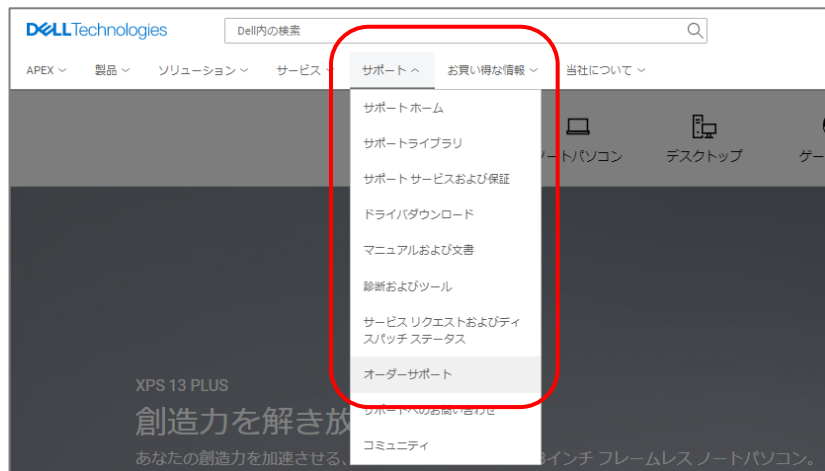 DELLTechnologies
Dell内の検索
APEX
製品
ソリューション
サービス
サポート
お買い得な情報
当社について
サポート ホーム
サポートライブラリ
サポート サービスおよび保証
ドライバダウンロード
マニュアルおよび文書
診断およびツール
サービス リクエストおよびディ
スパッチ ステータス
オーダーサポート
サポートへのお問い合わせ
コミュニティ
ノートパソコン
デスクトップ
ゲー
XPS 13 PLUS
創造力を解き放
あなたの創造力を加速させる、
3インチ フレームレス ノートパソコン。